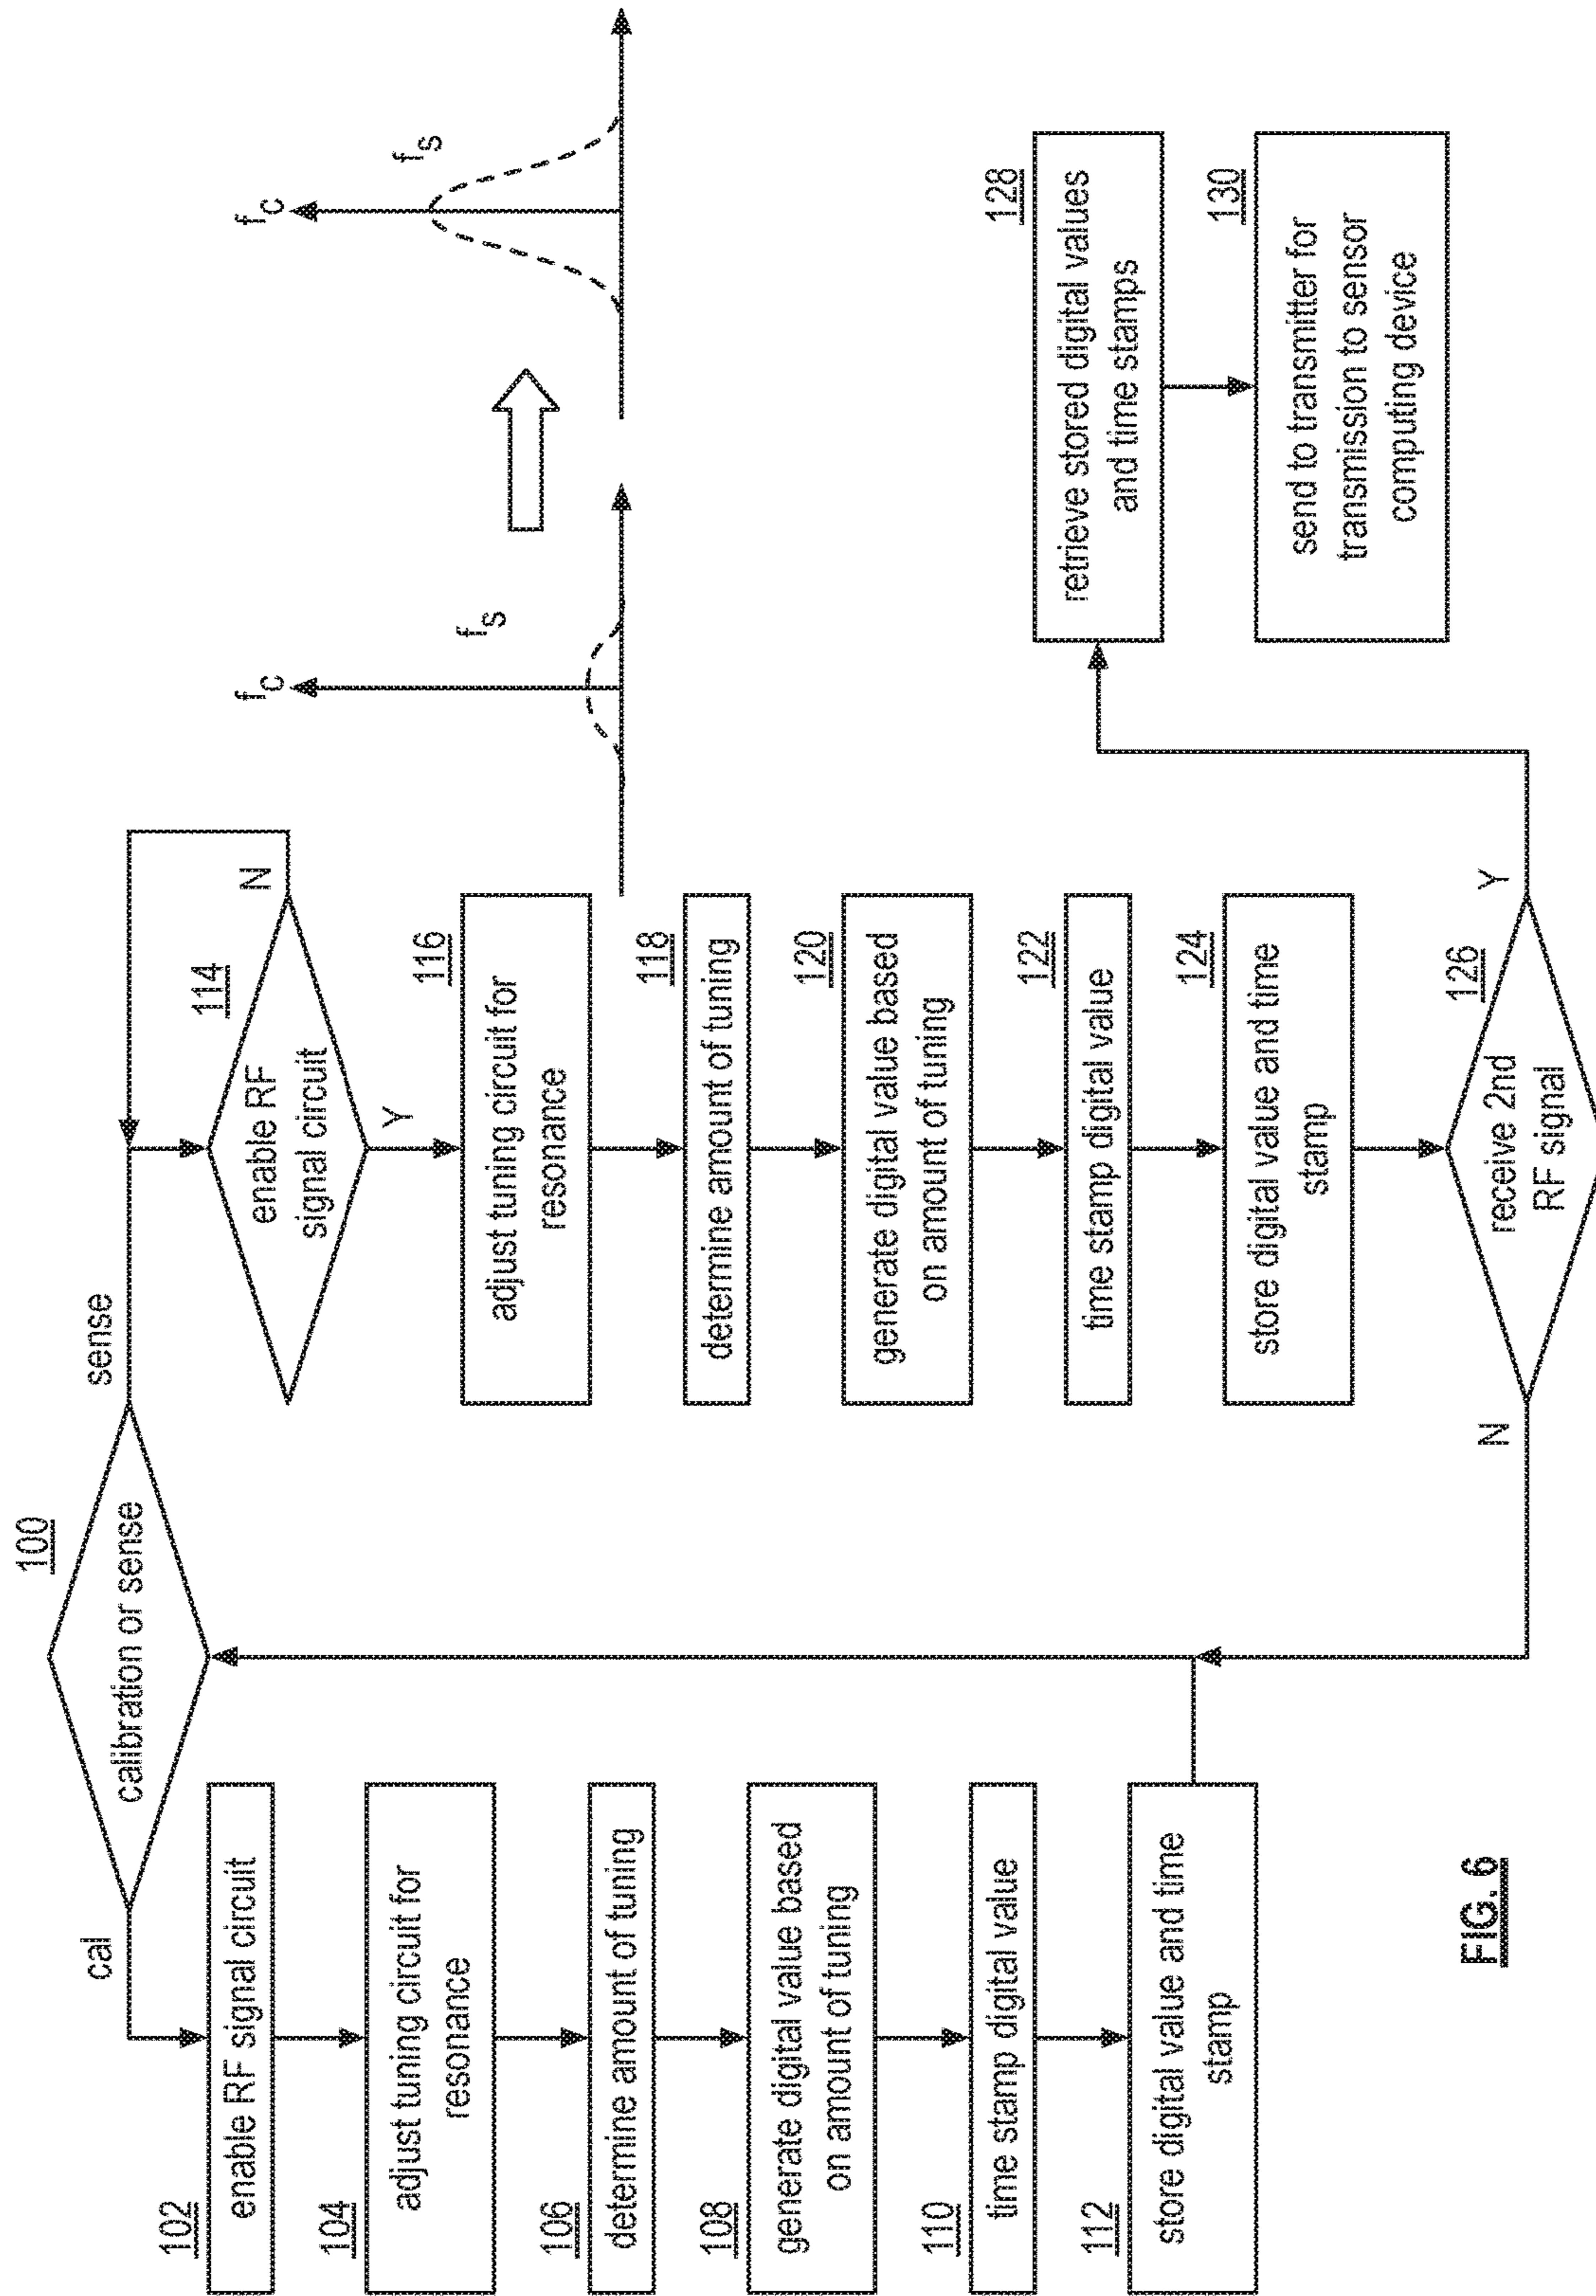 100
calibration or sense
cal
sense
102
enable RF signal circuit
104
adjust tuning circuit for
resonance
106
determine amount of tuning
108
generate digital value based
on amount of tuning
110
time stamp digital value
112
store digital value and time
stamp
114
enable RF
signal circuit
N
Y
116
adjust tuning circuit for
resonance
118
determine amount of tuning
120
generate digital value based
on amount of tuning
122
time stamp digital value
124
store digital value and time
stamp
126
receive 2nd
RF signal
N
Y
fc
fs
fc
fs
128
retrieve stored digital values
and time stamps
130
send to transmitter for
transmission to sensor
computing device
FIG. 6